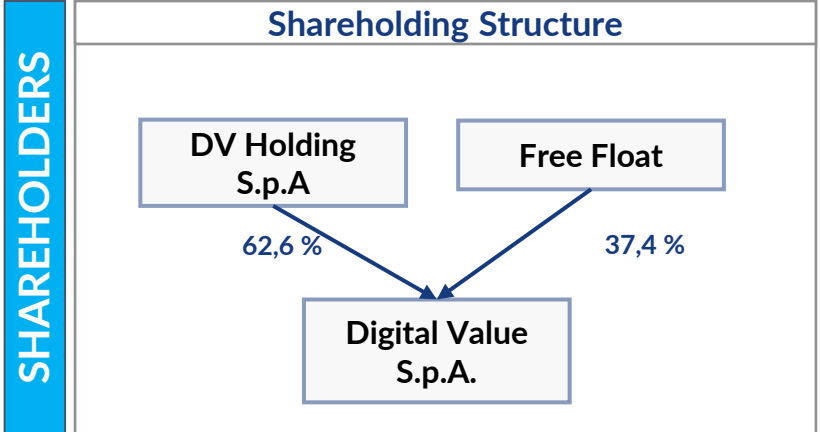 SHAREHOLDERS
Shareholding Structure
DV Holding
S.p.A
Free Float
62,6 %
37,4 %
Digital Value
S.p.A.